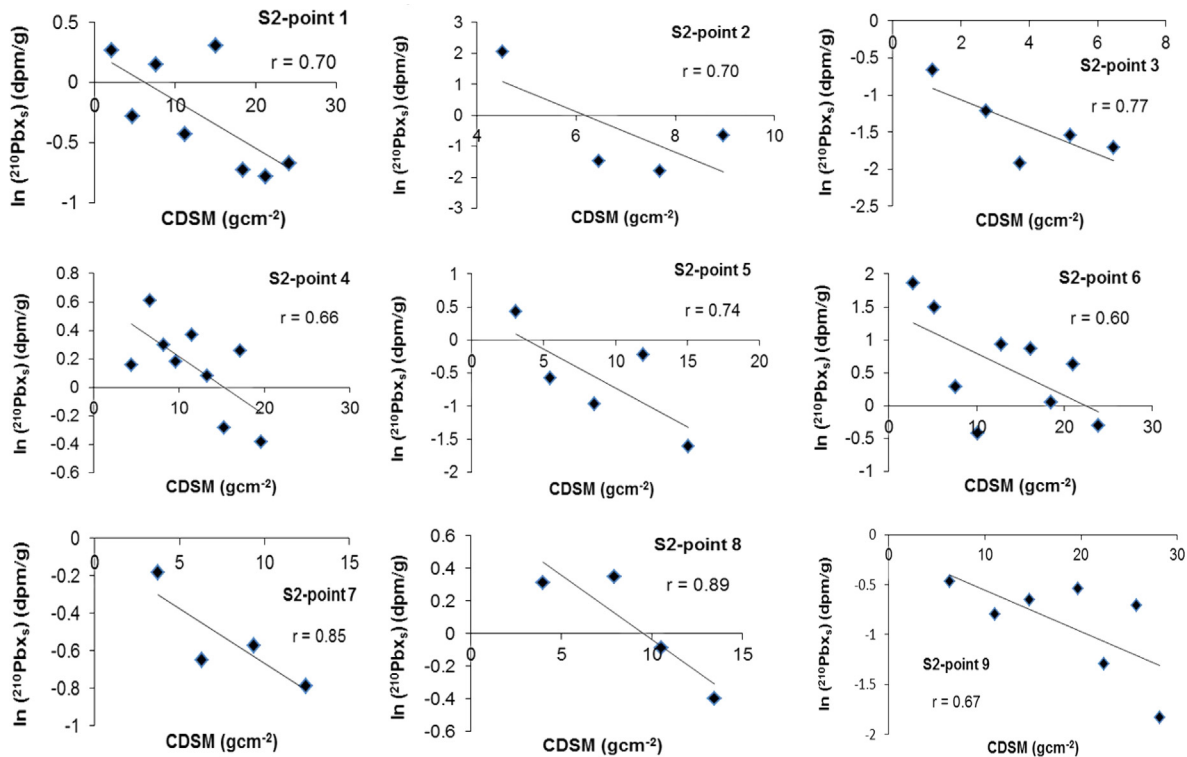 S2-point 1
r = 0.70
ln (²¹⁰Pbxₛ) (dpm/g)
0.5
0
-0.5
-1
0 10 20 30
CDSM (gcm⁻²)
S2-point 2
r = 0.70
ln (²¹⁰Pbxₛ) (dpm/g)
3
2
1
0
-1
-2
-3
4 6 8 10
CDSM (gcm⁻²)
S2-point 3
r = 0.77
ln (²¹⁰Pbxₛ) (dpm/g)
0
-0.5
-1
-1.5
-2
-2.5
0 2 4 6 8
CDSM (gcm⁻²)
S2-point 4
r = 0.66
ln (²¹⁰Pbxₛ) (dpm/g)
0.8
0.6
0.4
0.2
0
-0.2
-0.4
-0.6
0 10 20 30
CDSM (gcm⁻²)
S2-point 5
r = 0.74
ln (²¹⁰Pbxₛ) (dpm/g)
1
0.5
0
-0.5
-1
-1.5
-2
0 5 10 15 20
CDSM (gcm⁻²)
S2-point 6
r = 0.60
ln (²¹⁰Pbxₛ) (dpm/g)
2
1.5
1
0.5
0
-0.5
-1
0 10 20 30
CDSM (gcm⁻²)
S2-point 7
r = 0.85
ln (²¹⁰Pbxₛ) (dpm/g)
0
-0.2
-0.4
-0.6
-0.8
-1
0 5 10 15
CDSM (gcm⁻²)
S2-point 8
r = 0.89
ln (²¹⁰Pbxₛ) (dpm/g)
0.6
0.4
0.2
0
-0.2
-0.4
-0.6
0 5 10 15
CDSM (gcm⁻²)
S2-point 9
r = 0.67
ln (²¹⁰Pbxₛ) (dpm/g)
0
-0.5
-1
-1.5
-2
0 10 20 30
CDSM (gcm⁻²)